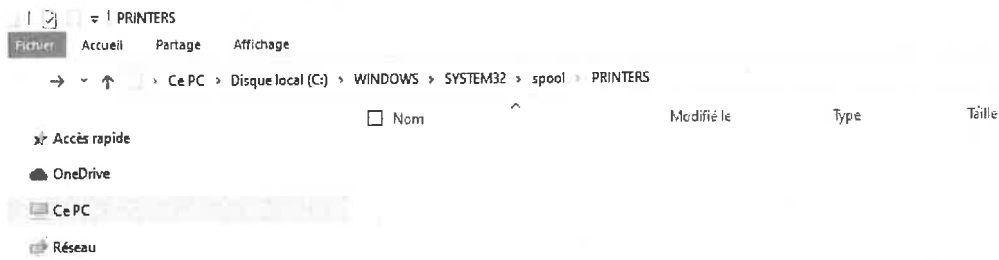 PRINTERS
Fichier Accueil Partage Affichage
Ce PC > Disque local (C:) > WINDOWS > SYSTEM32 > spool > PRINTERS
Nom Modifié le Type Taille
Accès rapide
OneDrive
Ce PC
Réseau